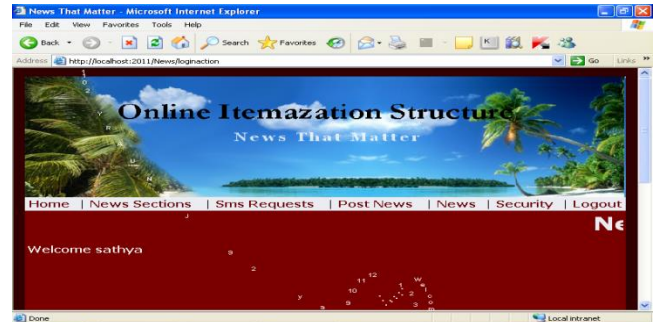 News That Matter - Microsoft Internet Explorer
File Edit View Favorites Tools Help
Back Search Favorites
Address http://localhost:2011/News/loginaction Go Links
Online Itemazation Structure
News That Matter
Home | News Sections | Sms Requests | Post News | News | Security | Logout
Ne
Welcome sathya
Done Local intranet